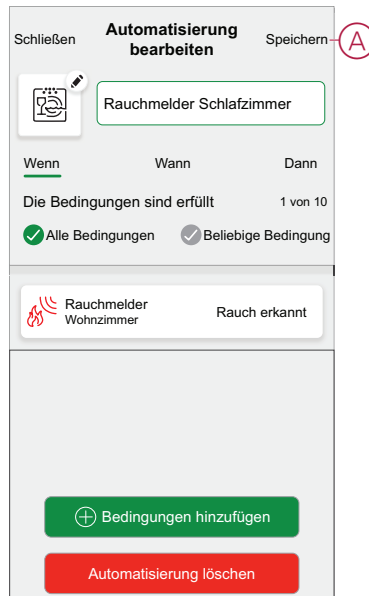 Schließen
Automatisierung
bearbeiten
Speichern
A
Rauchmelder Schlafzimmer
Wenn
Wann
Dann
Die Bedingungen sind erfüllt
1 von 10
Alle Bedingungen
Beliebige Bedingung
Rauchmelder
Wohnzimmer
Rauch erkannt
Bedingungen hinzufügen
Automatisierung löschen